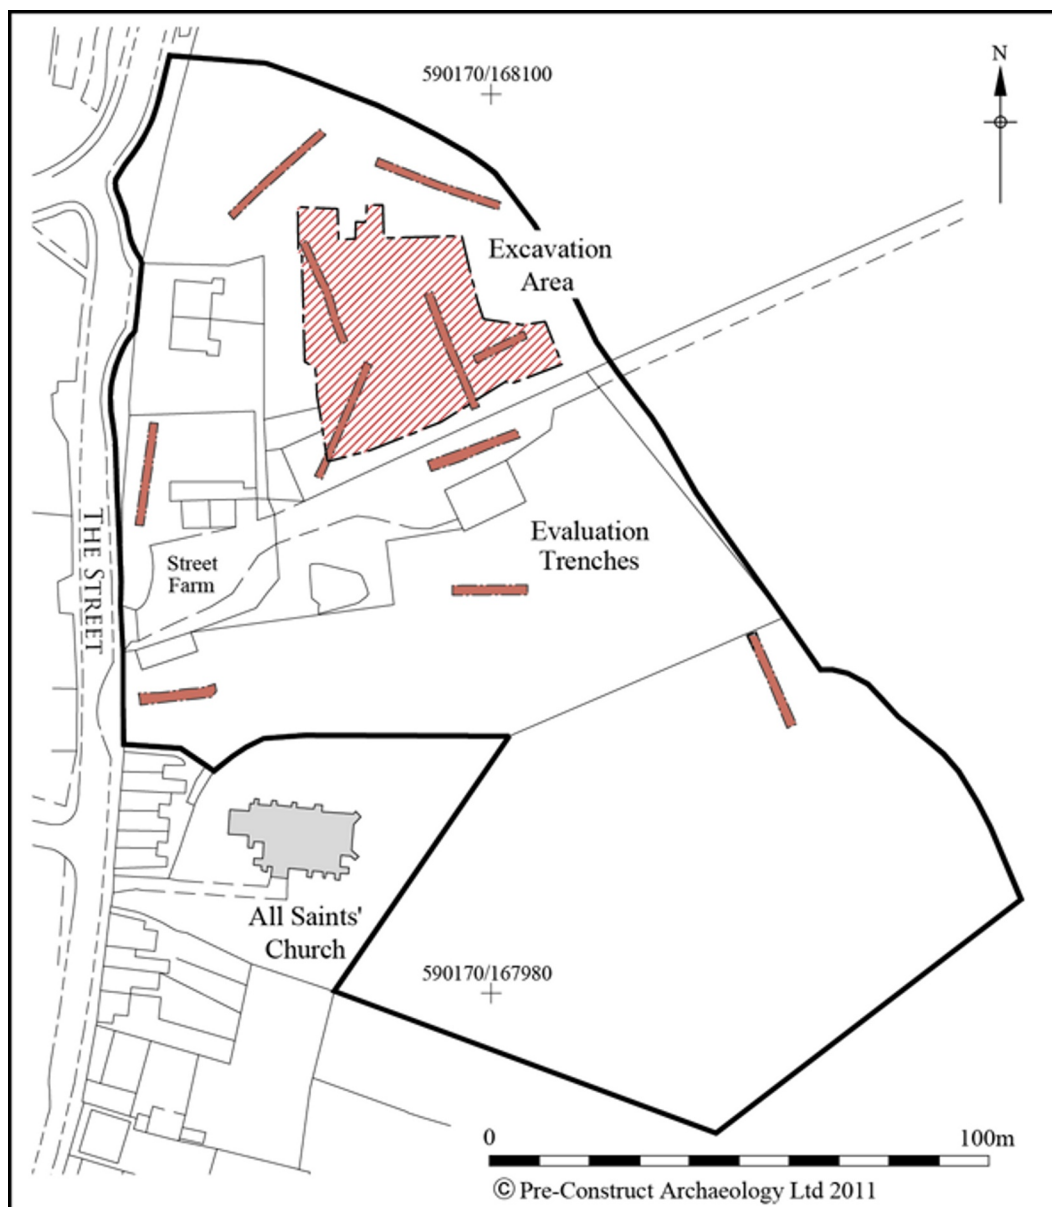 590170/168100
N
Excavation
Area
Evaluation
Trenches
Street
Farm
THE STREET
All Saints'
Church
590170/167980
0 100m
© Pre-Construct Archaeology Ltd 2011